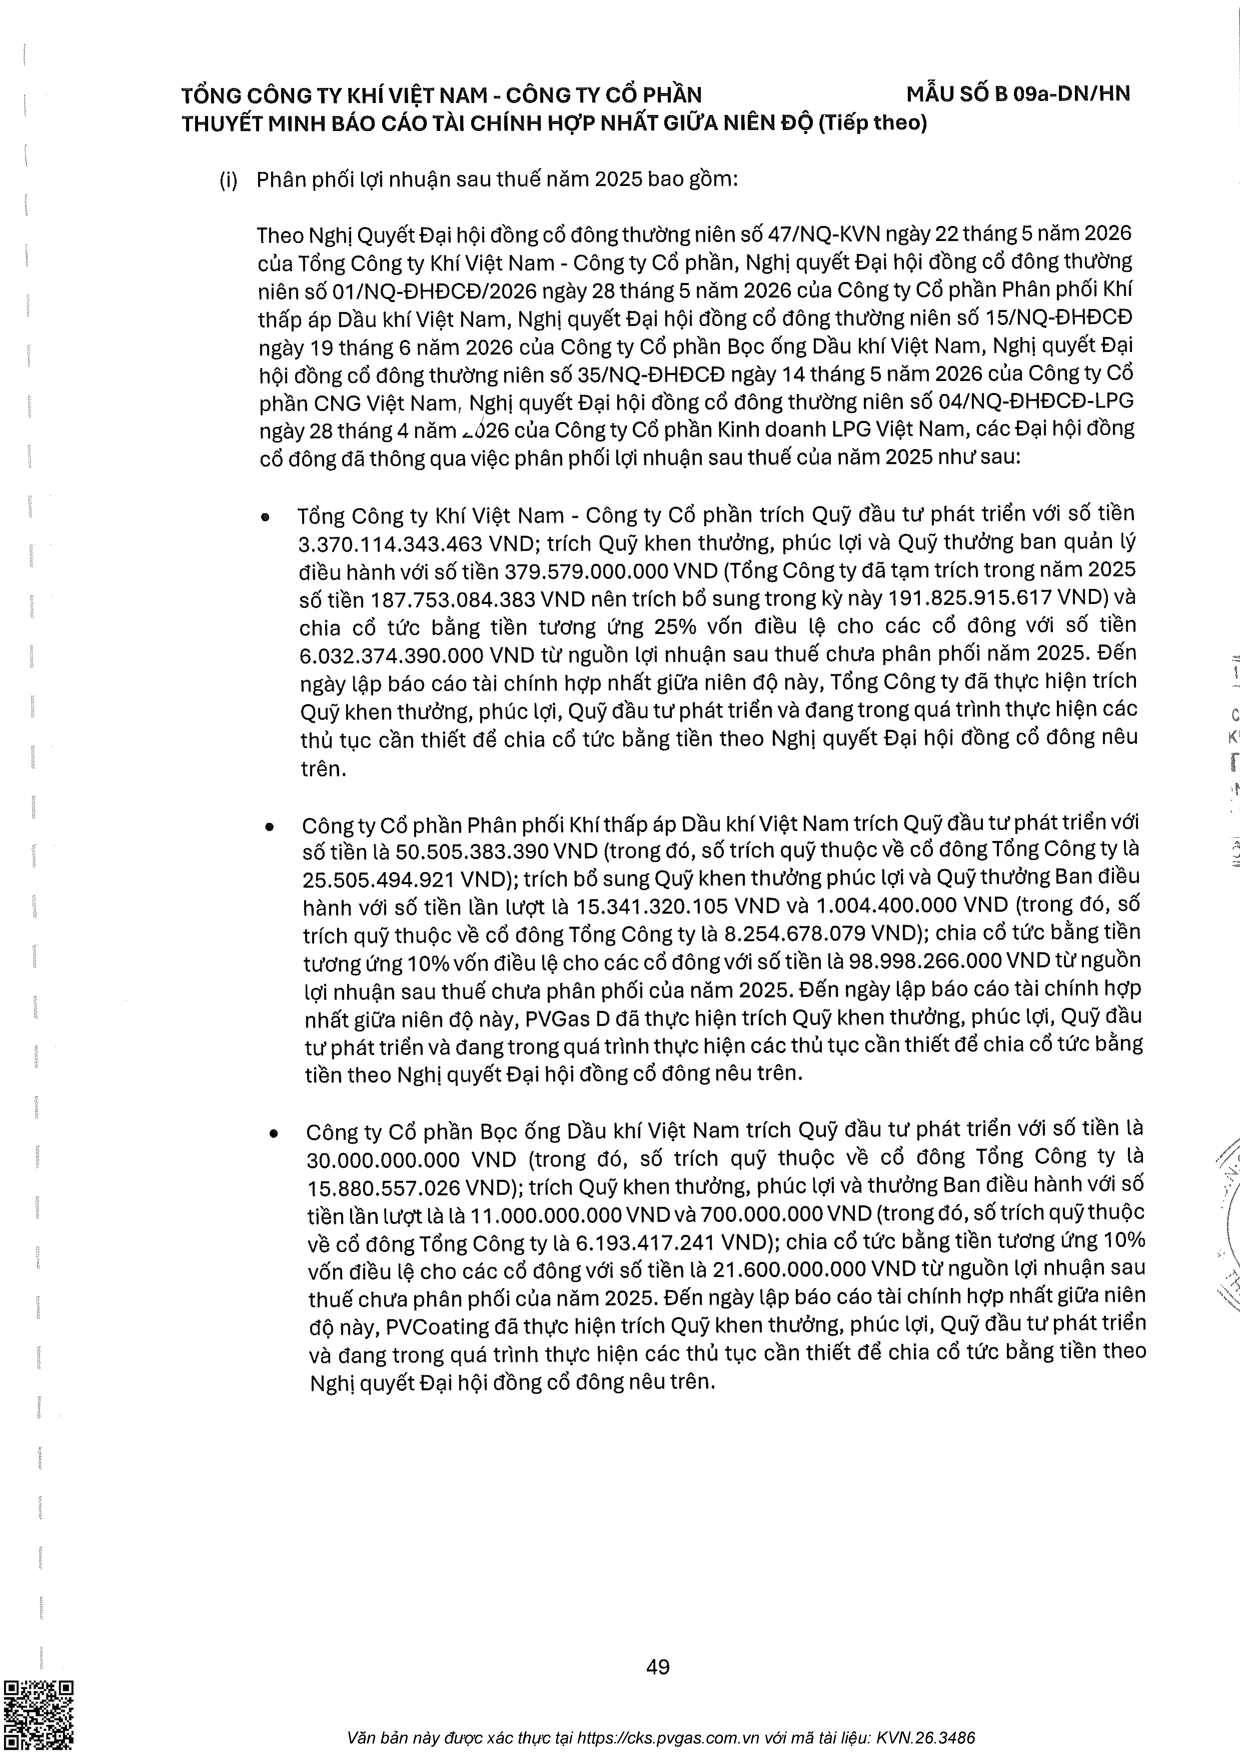 TỔNG CÔNG TY KHÍ VIỆT NAM - CÔNG TY CỔ PHẦN MẪU SỐ B 09a-DN/HN
THUYẾT MINH BÁO CÁO TÀI CHÍNH HỢP NHẤT GIỮA NIÊN ĐỘ (Tiếp theo)
(i) Phân phối lợi nhuận sau thuế năm 2025 bao gồm:
Theo Nghị Quyết Đại hội đồng cổ đông thường niên số 47/NQ-KVN ngày 22 tháng 5 năm 2026
của Tổng Công ty Khí Việt Nam - Công ty Cổ phần, Nghị quyết Đại hội đồng cổ đông thường
niên số 01/NQ-ĐHĐCĐ/2026 ngày 28 tháng 5 năm 2026 của Công ty Cổ phần Phân phối Khí
thấp áp Dầu khí Việt Nam, Nghị quyết Đại hội đồng cổ đông thường niên số 15/NQ-ĐHĐCĐ
ngày 19 tháng 6 năm 2026 của Công ty Cổ phần Bọc ống Dầu khí Việt Nam, Nghị quyết Đại
hội đồng cổ đông thường niên số 35/NQ-ĐHĐCĐ ngày 14 tháng 5 năm 2026 của Công ty Cổ
phần CNG Việt Nam, Nghị quyết Đại hội đồng cổ đông thường niên số 04/NQ-ĐHĐCĐ-LPG
ngày 28 tháng 4 năm 2026 của Công ty Cổ phần Kinh doanh LPG Việt Nam, các Đại hội đồng
cổ đông đã thông qua việc phân phối lợi nhuận sau thuế của năm 2025 như sau:
• Tổng Công ty Khí Việt Nam - Công ty Cổ phần trích Quỹ đầu tư phát triển với số tiền
3.370.114.343.463 VND; trích Quỹ khen thưởng, phúc lợi và Quỹ thưởng ban quản lý
điều hành với số tiền 379.579.000.000 VND (Tổng Công ty đã tạm trích trong năm 2025
số tiền 187.753.084.383 VND nên trích bổ sung trong kỳ này 191.825.915.617 VND) và
chia cổ tức bằng tiền tương ứng 25% vốn điều lệ cho các cổ đông với số tiền
6.032.374.390.000 VND từ nguồn lợi nhuận sau thuế chưa phân phối năm 2025. Đến
ngày lập báo cáo tài chính hợp nhất giữa niên độ này, Tổng Công ty đã thực hiện trích
Quỹ khen thưởng, phúc lợi, Quỹ đầu tư phát triển và đang trong quá trình thực hiện các
thủ tục cần thiết để chia cổ tức bằng tiền theo Nghị quyết Đại hội đồng cổ đông nêu
trên.
• Công ty Cổ phần Phân phối Khí thấp áp Dầu khí Việt Nam trích Quỹ đầu tư phát triển với
số tiền là 50.505.383.390 VND (trong đó, số trích quỹ thuộc về cổ đông Tổng Công ty là
25.505.494.921 VND); trích bổ sung Quỹ khen thưởng phúc lợi và Quỹ thưởng Ban điều
hành với số tiền lần lượt là 15.341.320.105 VND và 1.004.400.000 VND (trong đó, số
trích quỹ thuộc về cổ đông Tổng Công ty là 8.254.678.079 VND); chia cổ tức bằng tiền
tương ứng 10% vốn điều lệ cho các cổ đông với số tiền là 98.998.266.000 VND từ nguồn
lợi nhuận sau thuế chưa phân phối của năm 2025. Đến ngày lập báo cáo tài chính hợp
nhất giữa niên độ này, PVGas D đã thực hiện trích Quỹ khen thưởng, phúc lợi, Quỹ đầu
tư phát triển và đang trong quá trình thực hiện các thủ tục cần thiết để chia cổ tức bằng
tiền theo Nghị quyết Đại hội đồng cổ đông nêu trên.
• Công ty Cổ phần Bọc ống Dầu khí Việt Nam trích Quỹ đầu tư phát triển với số tiền là
30.000.000.000 VND (trong đó, số trích quỹ thuộc về cổ đông Tổng Công ty là
15.880.557.026 VND); trích Quỹ khen thưởng, phúc lợi và thưởng Ban điều hành với số
tiền lần lượt là là 11.000.000.000 VND và 700.000.000 VND (trong đó, số trích quỹ thuộc
về cổ đông Tổng Công ty là 6.193.417.241 VND); chia cổ tức bằng tiền tương ứng 10%
vốn điều lệ cho các cổ đông với số tiền là 21.600.000.000 VND từ nguồn lợi nhuận sau
thuế chưa phân phối của năm 2025. Đến ngày lập báo cáo tài chính hợp nhất giữa niên
độ này, PVCoating đã thực hiện trích Quỹ khen thưởng, phúc lợi, Quỹ đầu tư phát triển
và đang trong quá trình thực hiện các thủ tục cần thiết để chia cổ tức bằng tiền theo
Nghị quyết Đại hội đồng cổ đông nêu trên.
49
Văn bản này được xác thực tại https://cks.pvgas.com.vn với mã tài liệu: KVN.26.3486